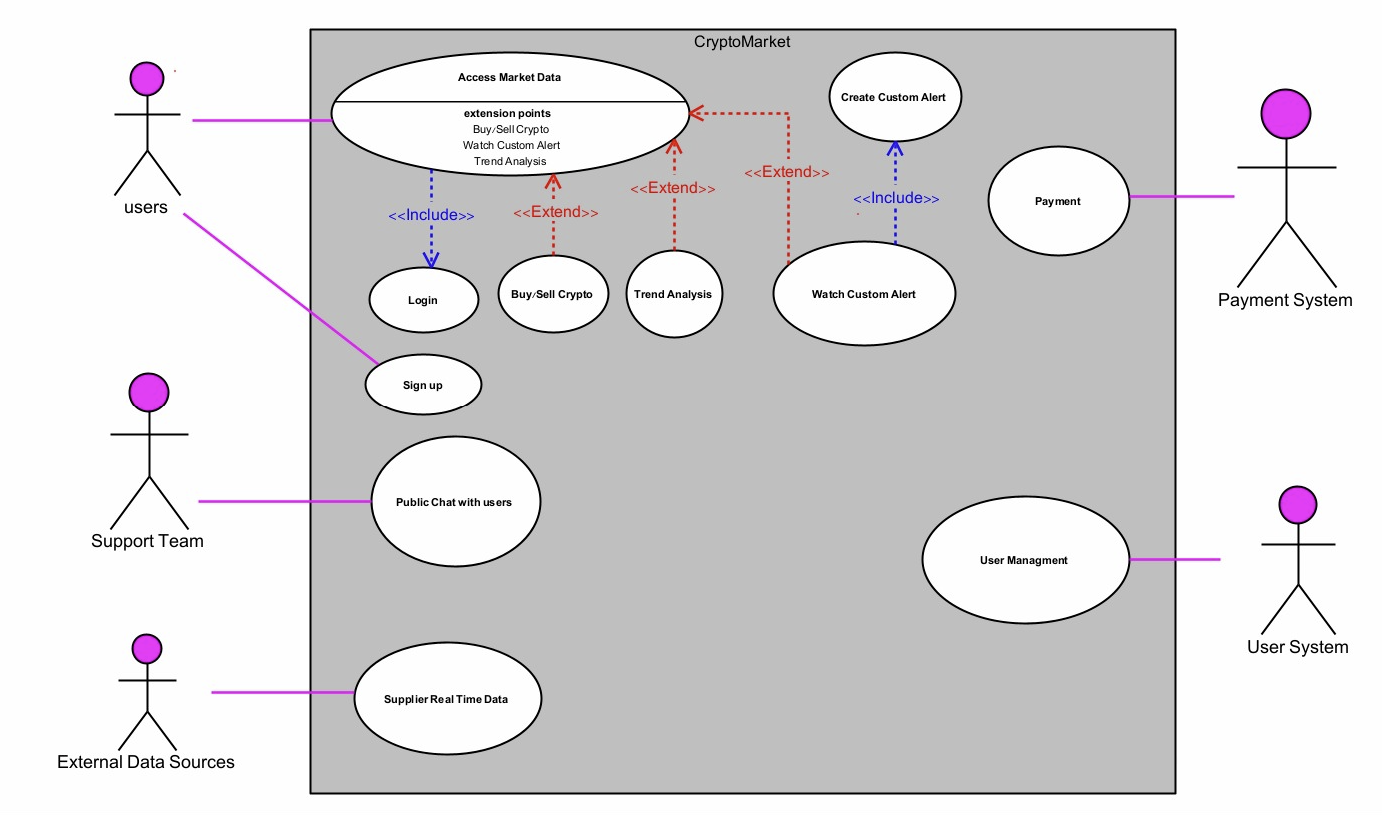 CryptoMarket
Access Market Data
extension points
Buy/Sell Crypto
Watch Custom Alert
Trend Analysis
Create Custom Alert
<<Extend>>
<<Extend>>
<<Include>>
<<Extend>>
<<Include>>
Payment
users
Login
Buy/Sell Crypto
Trend Analysis
Watch Custom Alert
Payment System
Sign up
Public Chat with users
Support Team
User Managment
User System
Supplier Real Time Data
External Data Sources